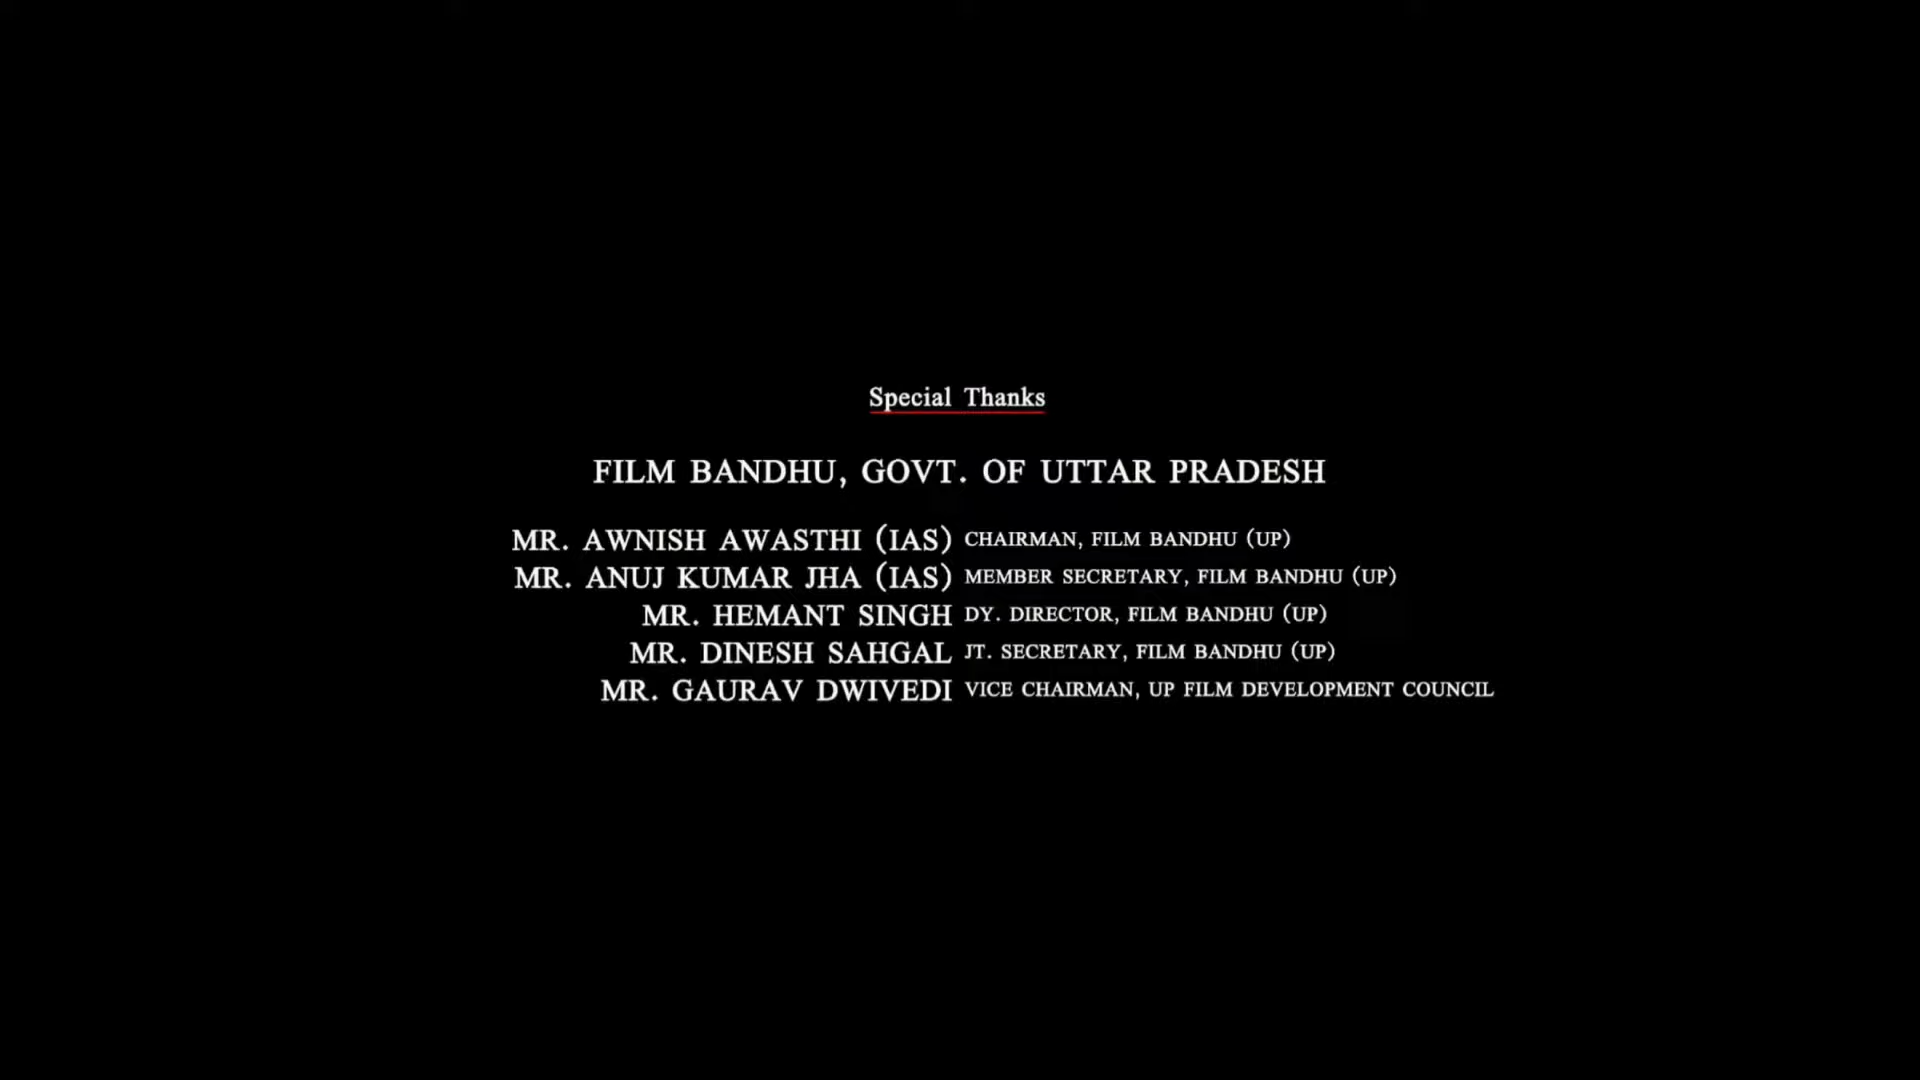 Special Thanks
FILM BANDHU, GOVT. OF UTTAR PRADESH
MR. AWNISH AWASTHI (IAS) CHAIRMAN, FILM BANDHU (UP)
MR. ANUJ KUMAR JHA (IAS) MEMBER SECRETARY, FILM BANDHU (UP)
MR. HEMANT SINGH DY. DIRECTOR, FILM BANDHU (UP)
MR. DINESH SAHGAL JT. SECRETARY, FILM BANDHU (UP)
MR. GAURAV DWIVEDI VICE CHAIRMAN, UP FILM DEVELOPMENT COUNCIL